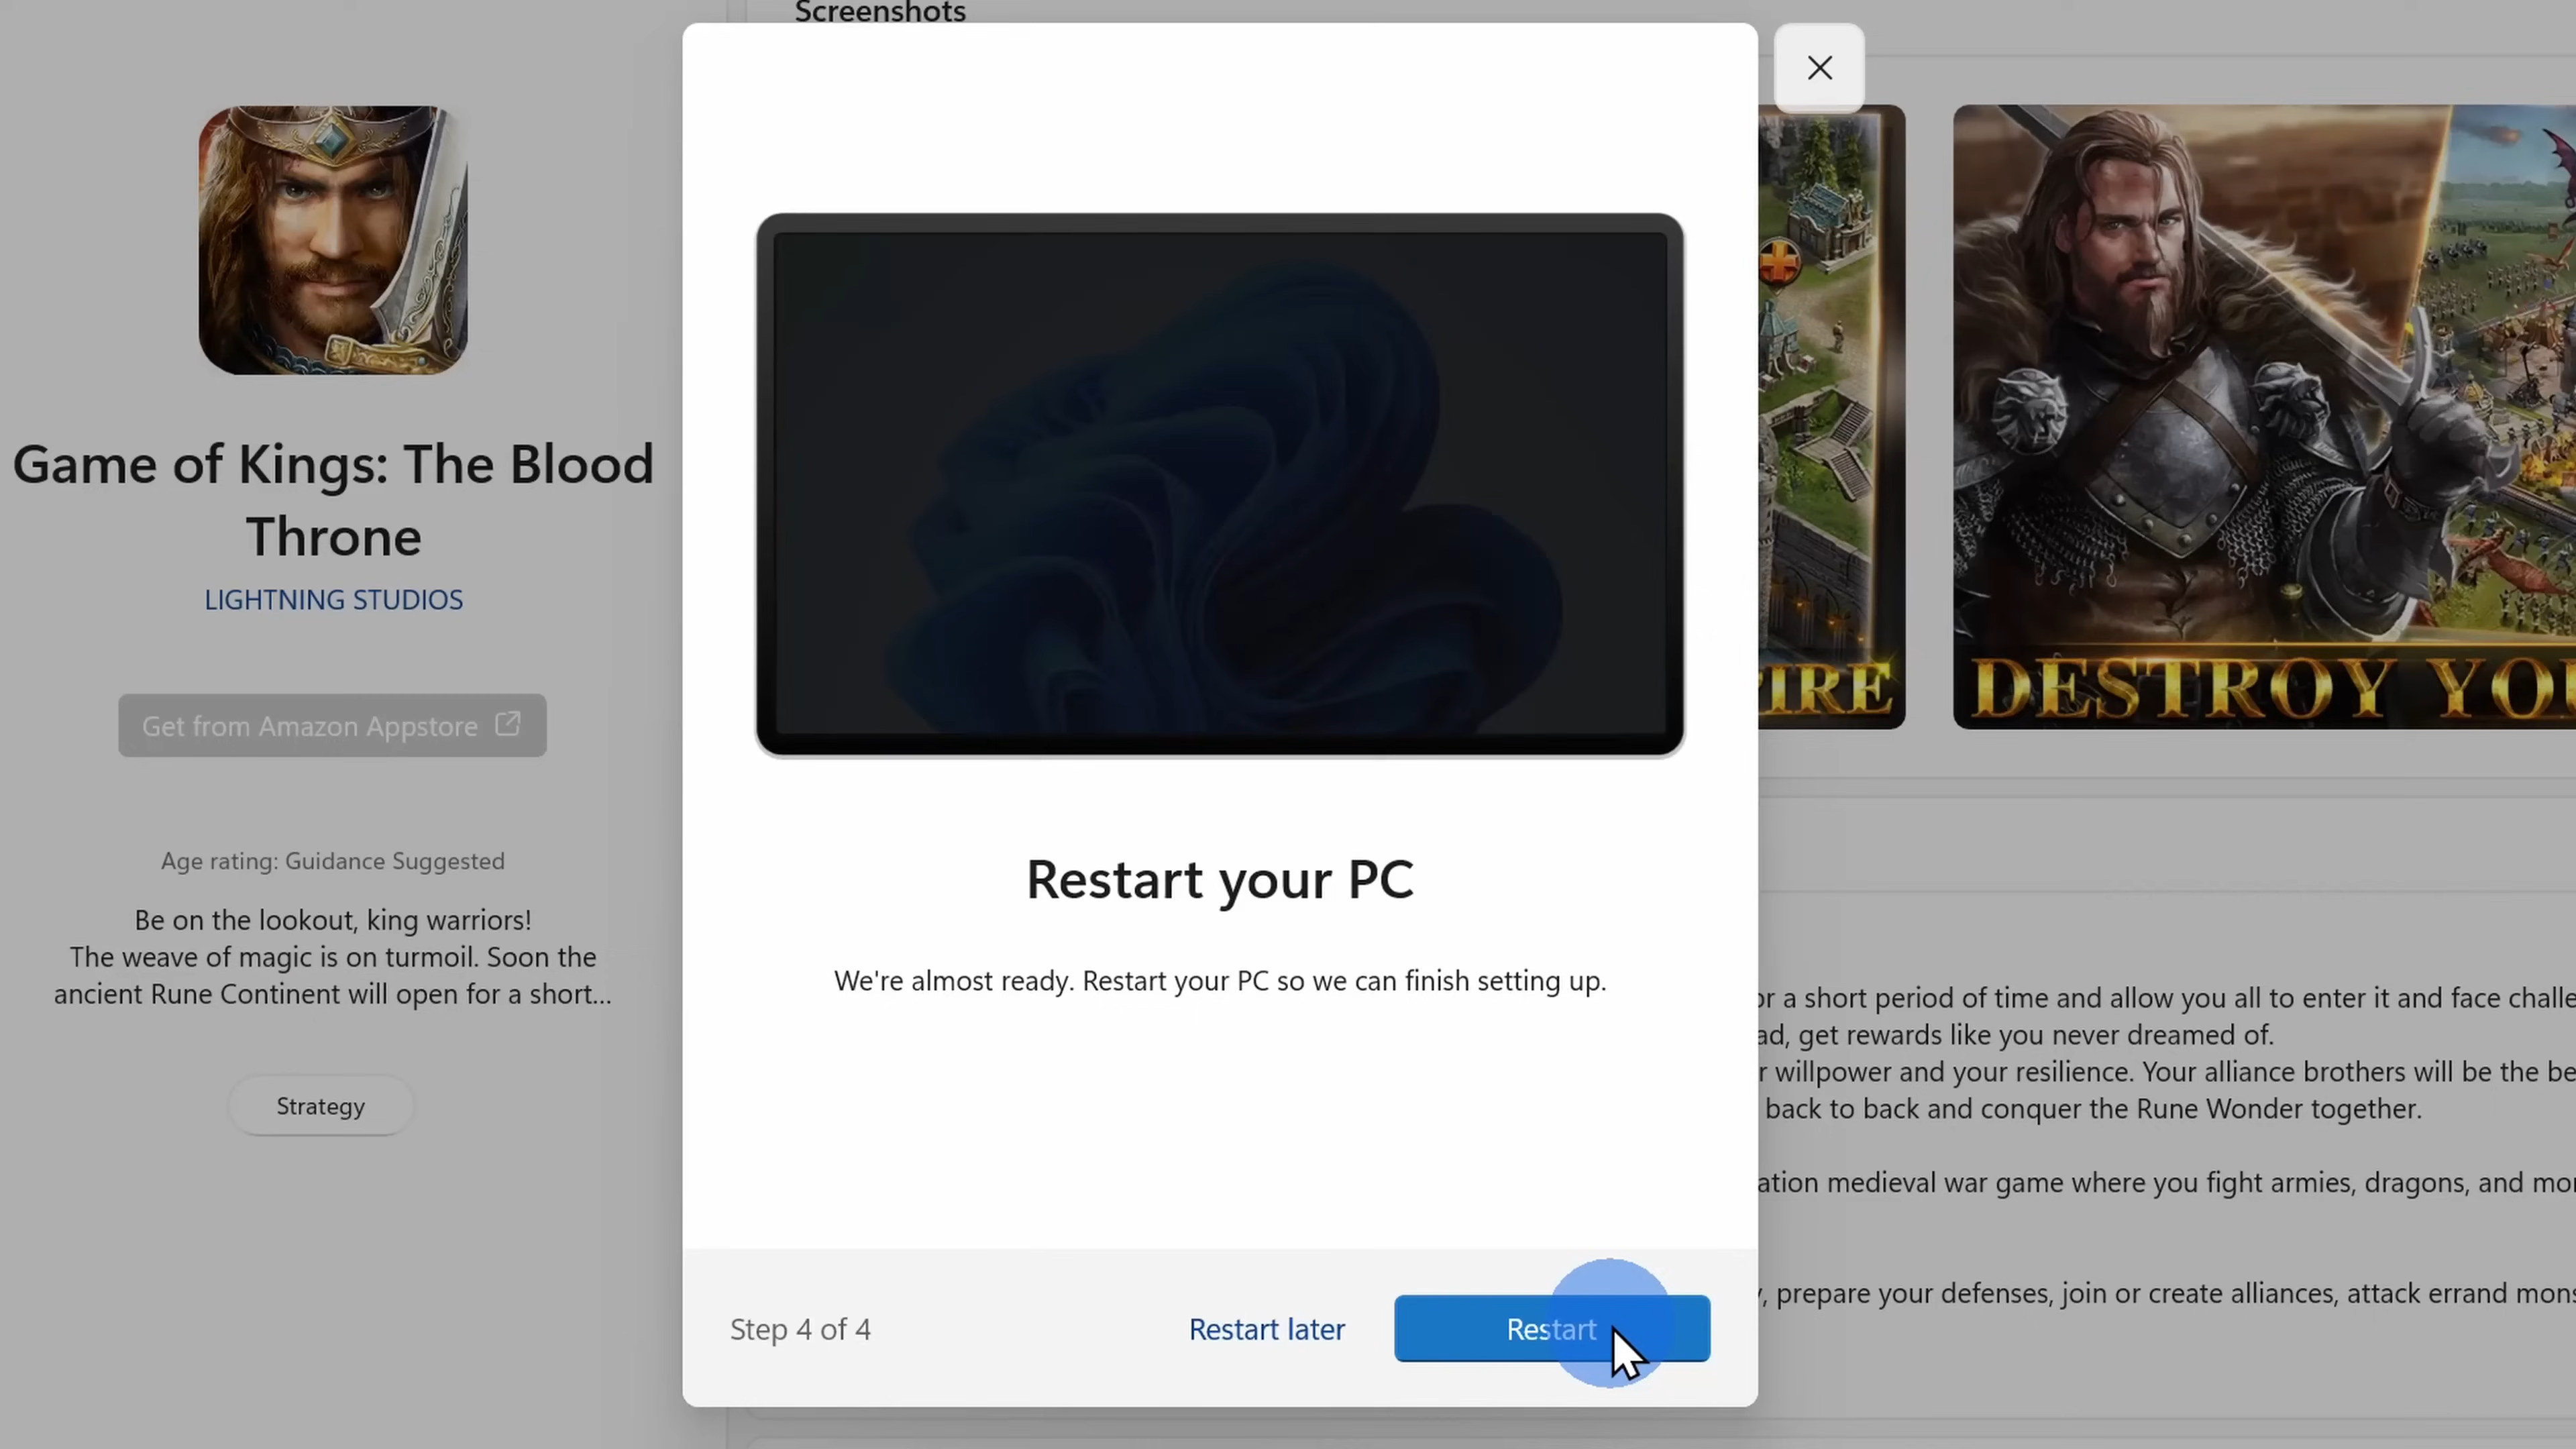 Screenshots
Game of Kings: The Blood
Throne
LIGHTNING STUDIOS
Get from Amazon Appstore
Age rating: Guidance Suggested
Be on the lookout, king warriors!
The weave of magic is on turmoil. Soon the
ancient Rune Continent will open for a short...
Strategy
Restart your PC
We're almost ready. Restart your PC so we can finish setting up.
Step 4 of 4
Restart later
Restart
FIRE
DESTROY YOU
or a short period of time and allow you all to enter it and face challe
ad, get rewards like you never dreamed of.
r willpower and your resilience. Your alliance brothers will be the be
back to back and conquer the Rune Wonder together.
ation medieval war game where you fight armies, dragons, and mo
, prepare your defenses, join or create alliances, attack errand mons